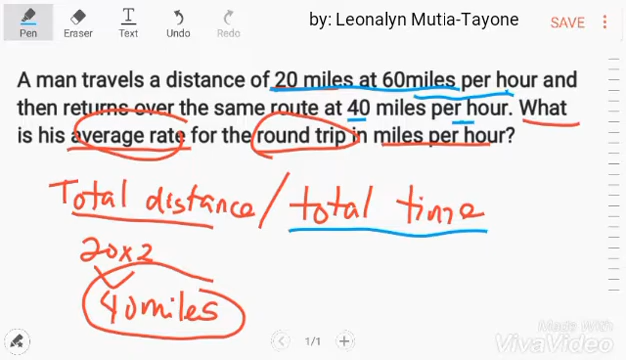 by: Leonalyn Mutia-Tayone
SAVE
Pen
Eraser
Text
Undo
Redo
A man travels a distance of 20 miles at 60miles per hour and
then returns over the same route at 40 miles per hour. What
is his average rate for the round trip in miles per hour?
Total distance / total time
20x2
40miles
1/1
Made With
VivaVideo